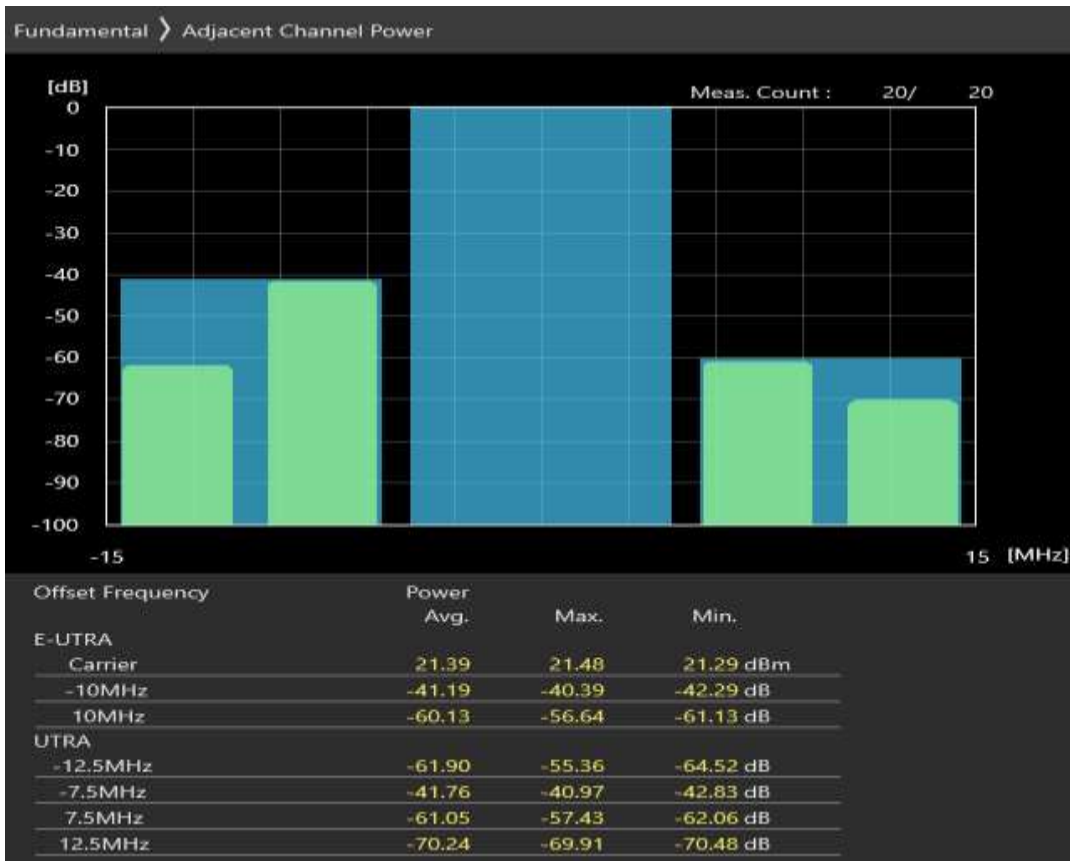 Fundamental 〉 Adjacent Channel Power
[dB]
Meas. Count : 20/ 20
0
-10
-20
-30
-40
-50
-60
-70
-80
-90
-100
-15 15 [MHz]
Offset Frequency Power
Avg. Max. Min.
E-UTRA
Carrier 21.39 21.48 21.29 dBm
-10MHz -41.19 -40.39 -42.29 dB
10MHz -60.13 -56.64 -61.13 dB
UTRA
-12.5MHz -61.90 -55.36 -64.52 dB
-7.5MHz -41.76 -40.97 -42.83 dB
7.5MHz -61.05 -57.43 -62.06 dB
12.5MHz -70.24 -69.91 -70.48 dB